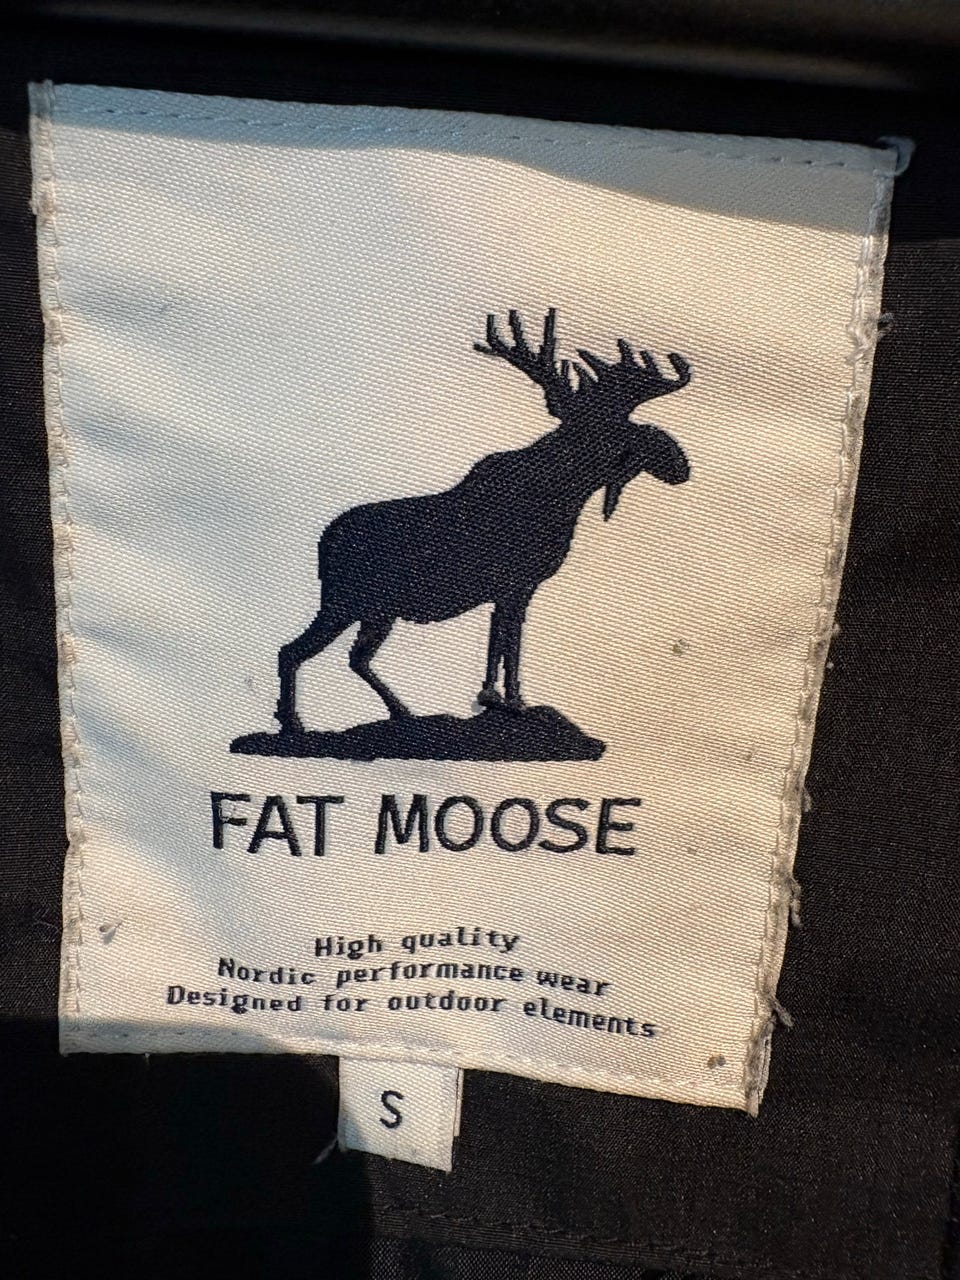 FAT MOOSE
High quality
Nordic performance wear
Designed for outdoor elements
S